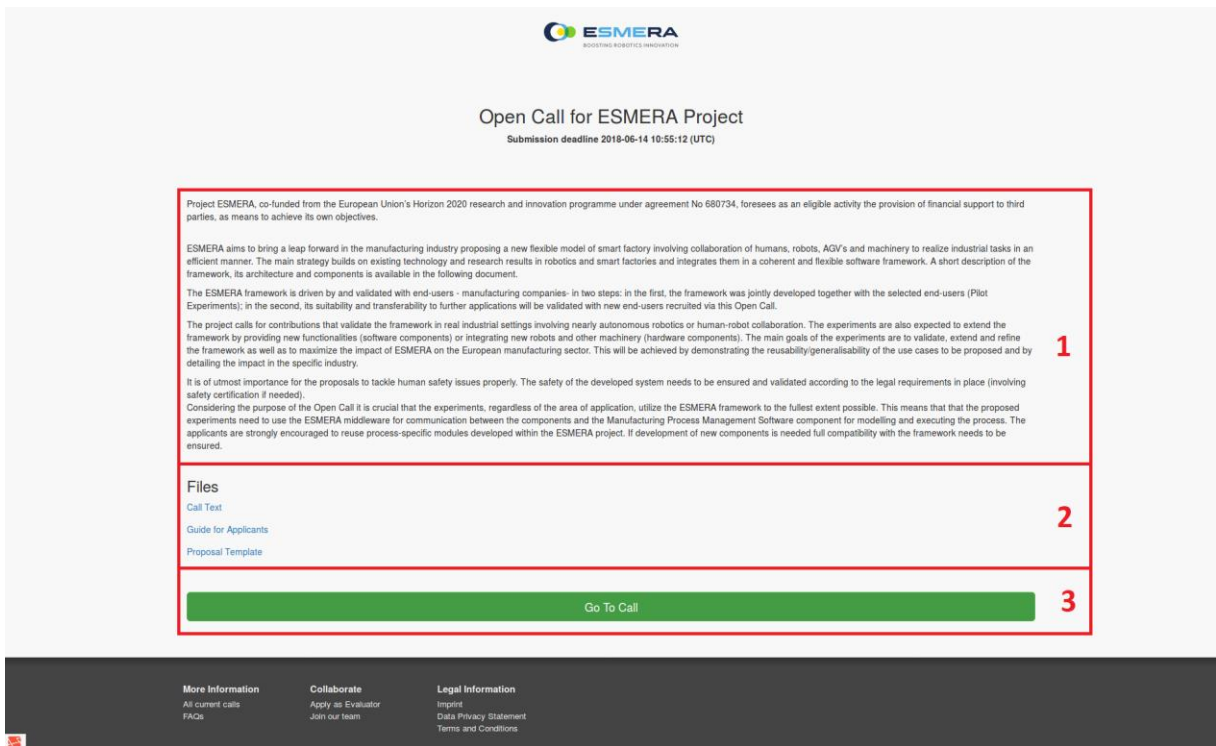 ESMERA
BOOSTING ROBOTICS INNOVATION
Open Call for ESMERA Project
Submission deadline 2018-06-14 10:55:12 (UTC)
Project ESMERA, co-funded from the European Union's Horizon 2020 research and innovation programme under agreement No 680734, foresees as an eligible activity the provision of financial support to third
parties, as means to achieve its own objectives.
ESMERA aims to bring a leap forward in the manufacturing industry proposing a new flexible model of smart factory involving collaboration of humans, robots, AGV's and machinery to realize industrial tasks in an
efficient manner. The main strategy builds on existing technology and research results in robotics and smart factories and integrates them in a coherent and flexible software framework. A short description of the
framework, its architecture and components is available in the following document.
The ESMERA framework is driven by and validated with end-users - manufacturing companies- in two steps: in the first, the framework was jointly developed together with the selected end-users (Pilot
Experiments); in the second, its suitability and transferability to further applications will be validated with new end-users recruited via this Open Call.
The project calls for contributions that validate the framework in real industrial settings involving nearly autonomous robotics or human-robot collaboration. The experiments are also expected to extend the
framework by providing new functionalities (software components) or integrating new robots and other machinery (hardware components). The main goals of the experiments are to validate, extend and refine
the framework as well as to maximize the impact of ESMERA on the European manufacturing sector. This will be achieved by demonstrating the reusability/generalisability of the use cases to be proposed and by
detailing the impact in the specific industry.
1
It is of utmost importance for the proposals to tackle human safety issues properly. The safety of the developed system needs to be ensured and validated according to the legal requirements in place (involving
safety certification if needed).
Considering the purpose of the Open Call it is crucial that the experiments, regardless of the area of application, utilize the ESMERA framework to the fullest extent possible. This means that that the proposed
experiments need to use the ESMERA middleware for communication between the components and the Manufacturing Process Management Software component for modelling and executing the process. The
applicants are strongly encouraged to reuse process-specific modules developed within the ESMERA project. If development of new components is needed full compatibility with the framework needs to be
ensured.
Files
Call Text
Guide for Applicants
Proposal Template
2
Go To Call
3
More Information
All current calls
FAQs
Collaborate
Apply as Evaluator
Join our team
Legal Information
Imprint
Data Privacy Statement
Terms and Conditions